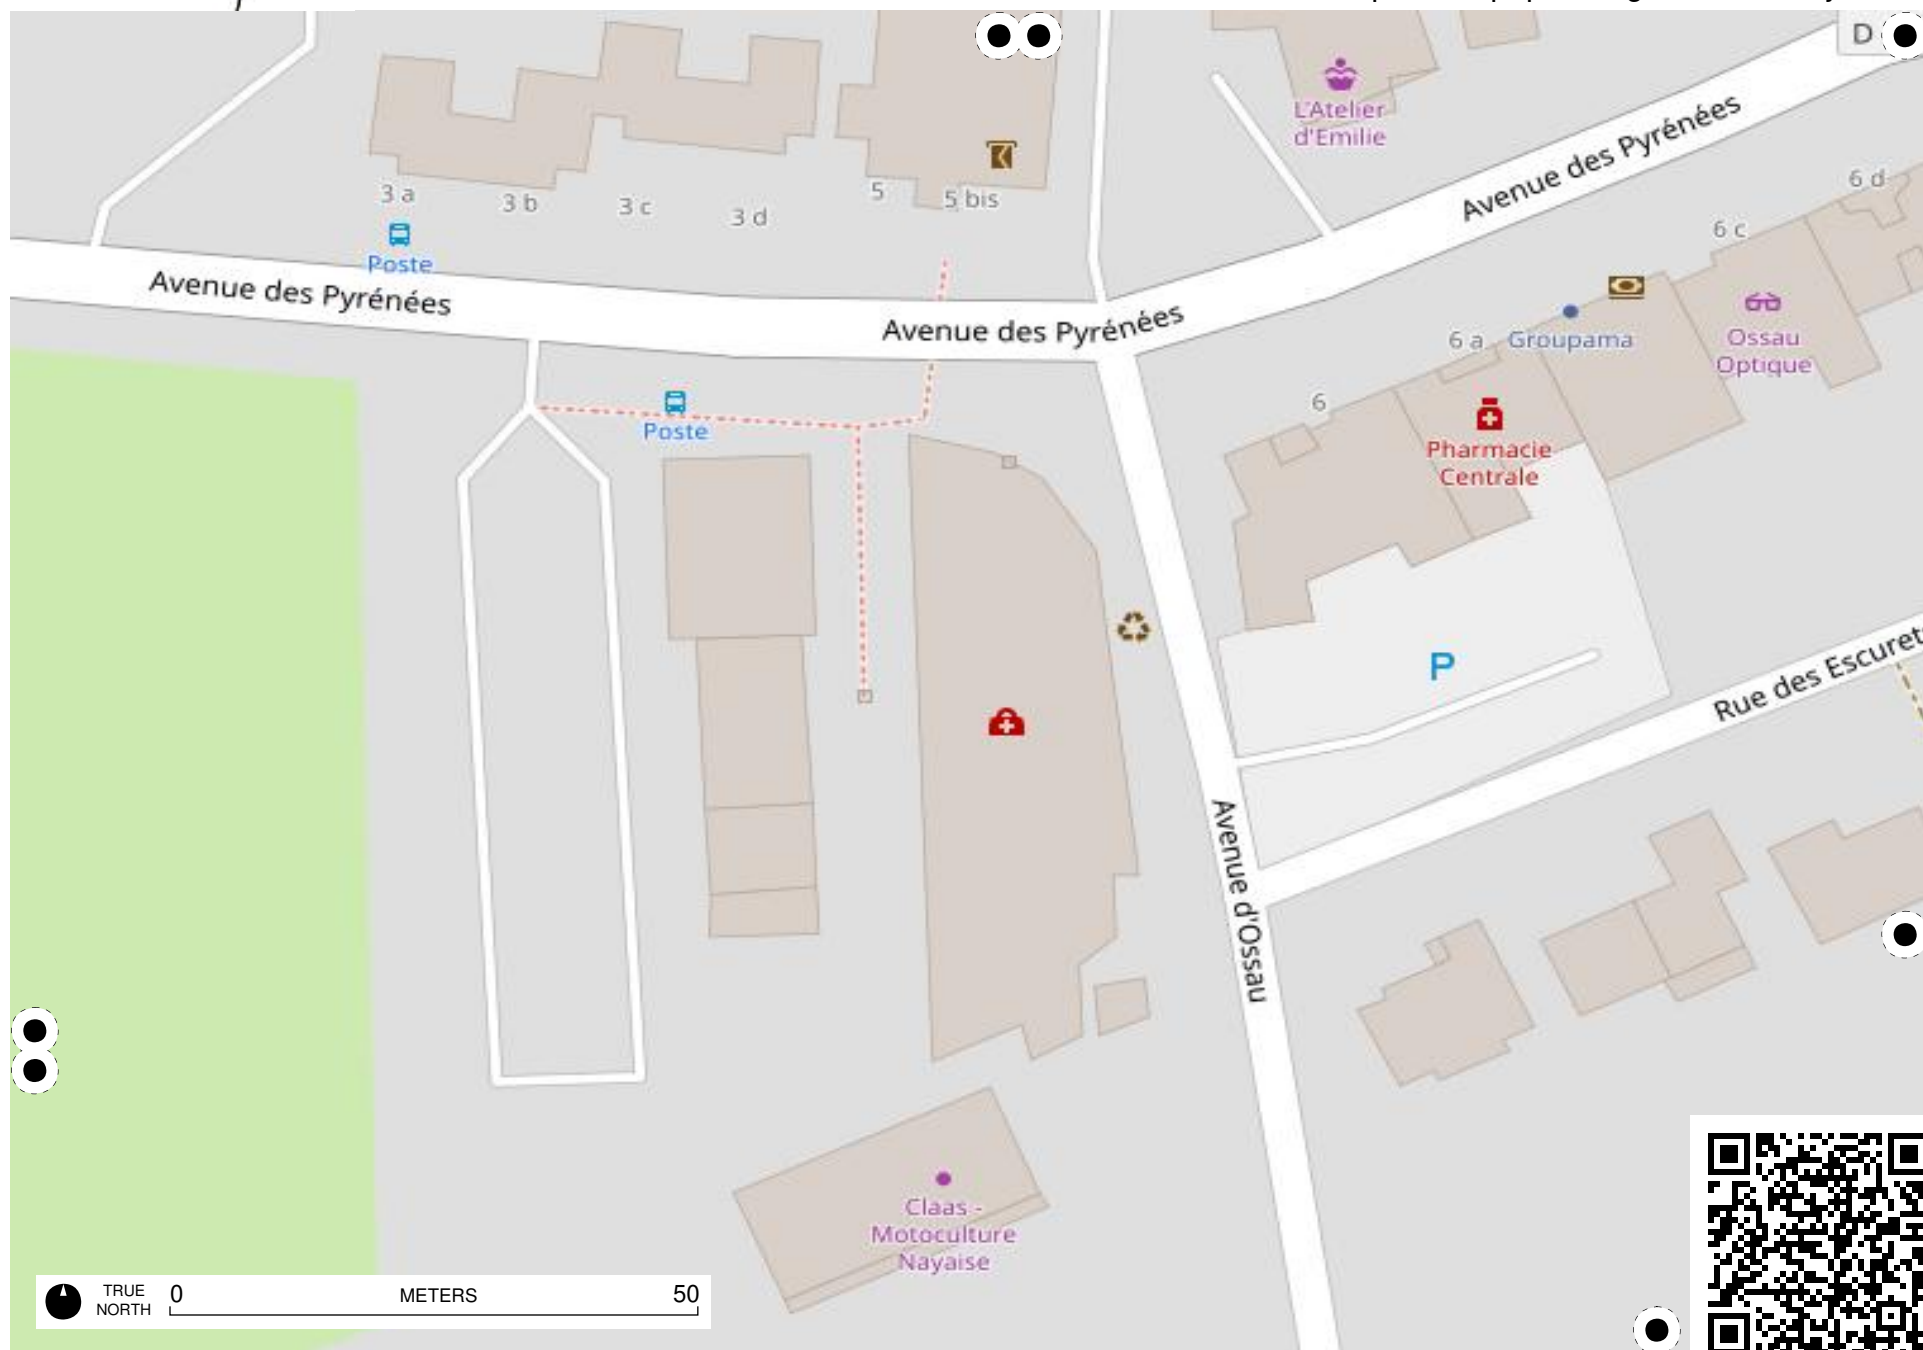 D
L'Atelier
d'Emilie
Avenue des Pyrénées
3 a
3 b
3 c
3 d
5
5 bis
6 d
6 c
Poste
Avenue des Pyrénées
Avenue des Pyrénées
6 a
Groupama
Ossau
Optique
6
Poste
Pharmacie
Centrale
P
Rue des Escurets
Avenue d'Ossau
Claas -
Motoculture
Nayaise
TRUE
NORTH
0
METERS
50